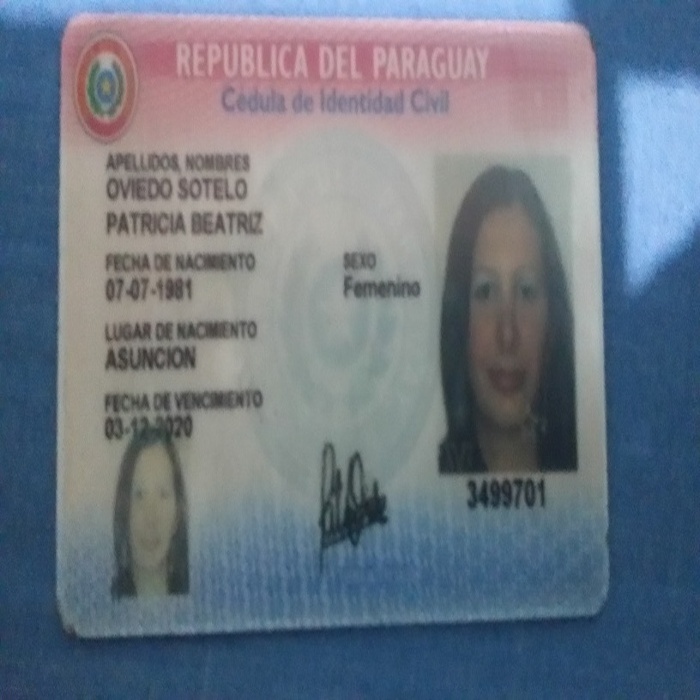 REPUBLICA DEL PARAGUAY
Cedula de Identidad Civil
APELLIDOS, NOMBRES
OVIEDO SOTELO
PATRICIA BEATRIZ
FECHA DE NACIMIENTO
07-07-1981
SEXO
Femenino
LUGAR DE NACIMIENTO
ASUNCION
FECHA DE VENCIMIENTO
03-12-2020
3499701